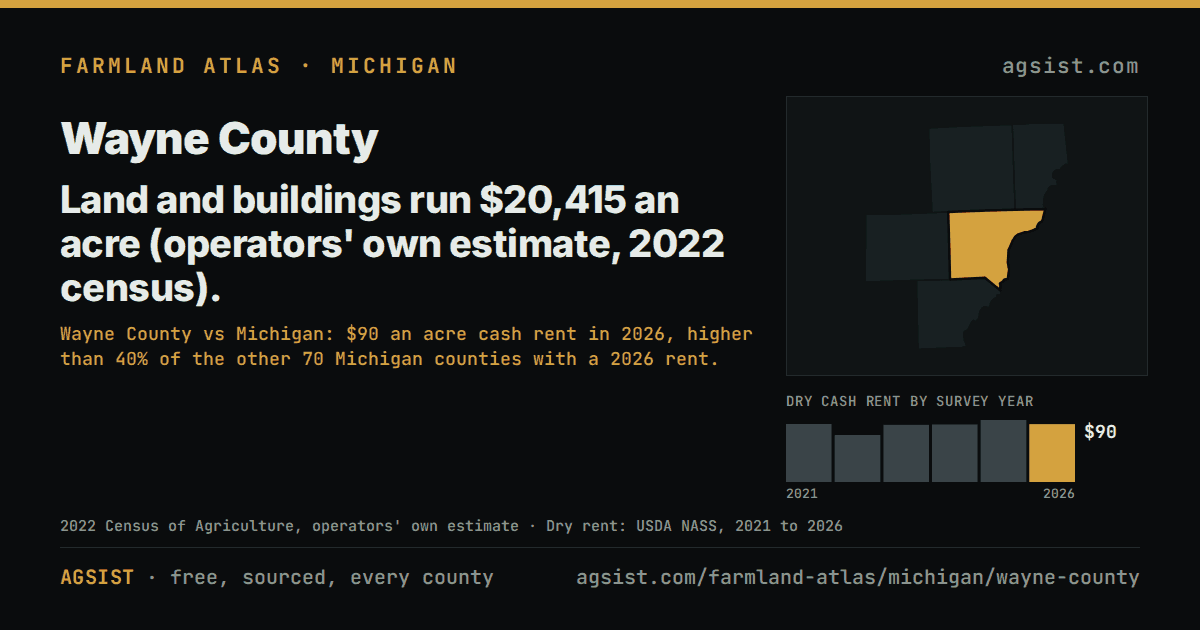 FARMLAND ATLAS · MICHIGAN
agsist.com
Wayne County
Land and buildings run $20,415 an
acre (operators' own estimate, 2022
census).
Wayne County vs Michigan: $90 an acre cash rent in 2026, higher
than 40% of the other 70 Michigan counties with a 2026 rent.
DRY CASH RENT BY SURVEY YEAR
$90
2021
2026
2022 Census of Agriculture, operators' own estimate · Dry rent: USDA NASS, 2021 to 2026
AGSIST · free, sourced, every county
agsist.com/farmland-atlas/michigan/wayne-county